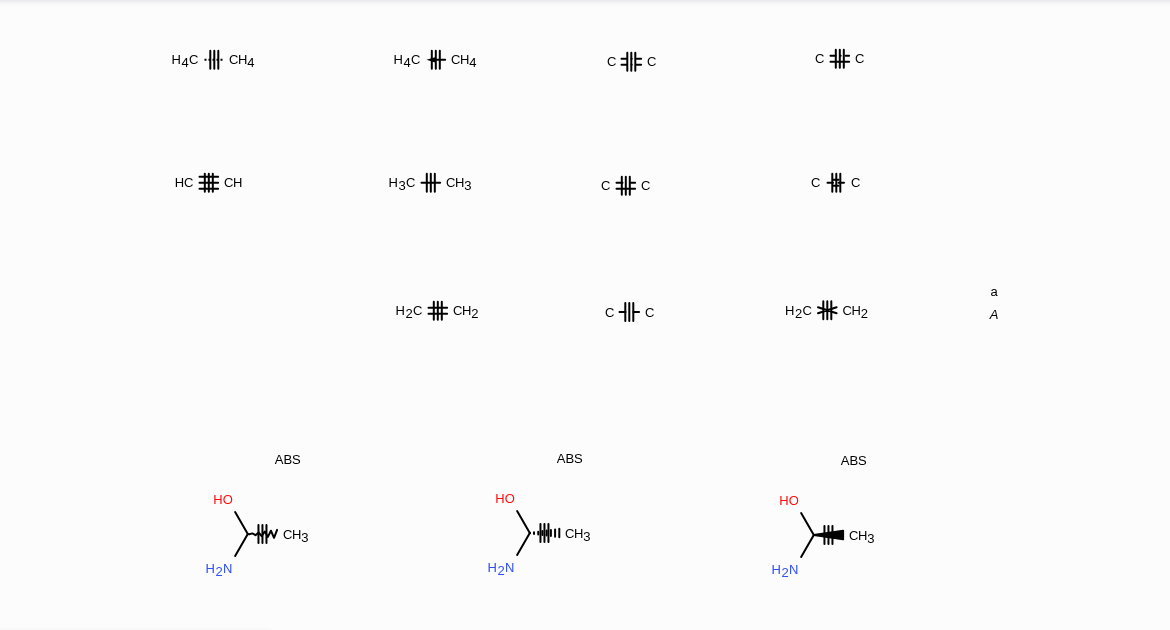 H4C CH4 H4C CH4 C C C C
HC CH H3C CH3 C C C C
a
H2C CH2 C C H2C CH2 A
ABS ABS ABS
HO HO HO
CH3 CH3 CH3
H2N H2N H2N